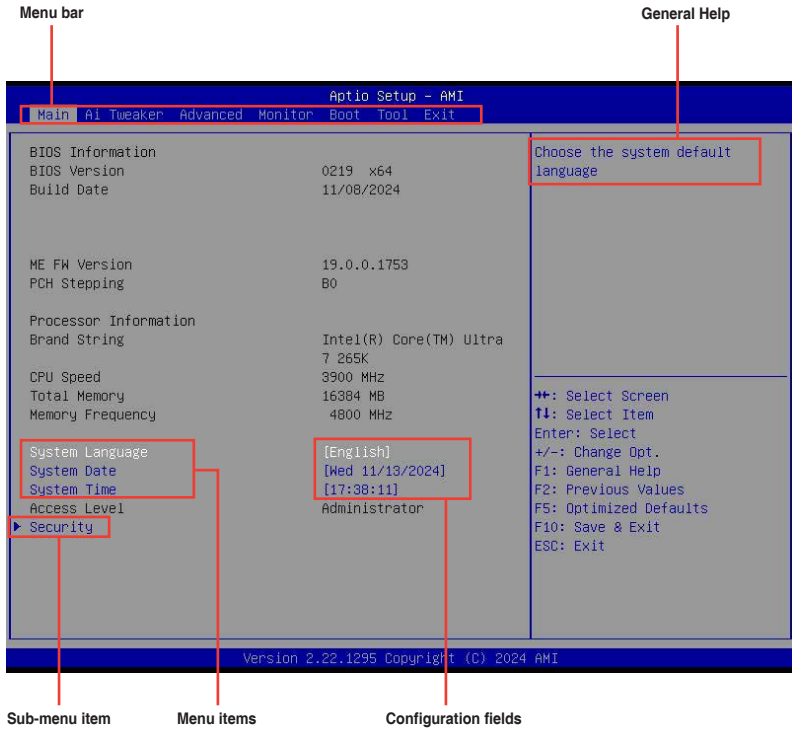 Menu bar
General Help
Aptio Setup – AMI
Main Ai Tweaker Advanced Monitor Boot Tool Exit
BIOS Information
BIOS Version 0219 x64
Build Date 11/08/2024
ME FW Version 19.0.0.1753
PCH Stepping B0
Processor Information
Brand String Intel(R) Core(TM) Ultra
7 265K
CPU Speed 3900 MHz
Total Memory 16384 MB
Memory Frequency 4800 MHz
System Language [English]
System Date [Wed 11/13/2024]
System Time [17:38:11]
Access Level Administrator
Security
Choose the system default
language
→←: Select Screen
↑↓: Select Item
Enter: Select
+/-: Change Opt.
F1: General Help
F2: Previous Values
F5: Optimized Defaults
F10: Save & Exit
ESC: Exit
Version 2.22.1295 Copyright (C) 2024 AMI
Sub-menu item
Menu items
Configuration fields